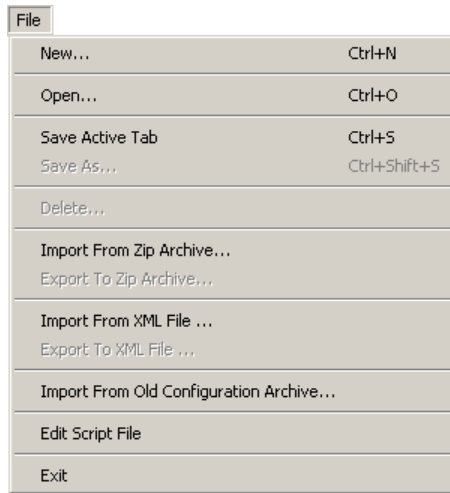 File
New... Ctrl+N
Open... Ctrl+O
Save Active Tab Ctrl+S
Save As... Ctrl+Shift+S
Delete...
Import From Zip Archive...
Export To Zip Archive...
Import From XML File ...
Export To XML File ...
Import From Old Configuration Archive...
Edit Script File
Exit